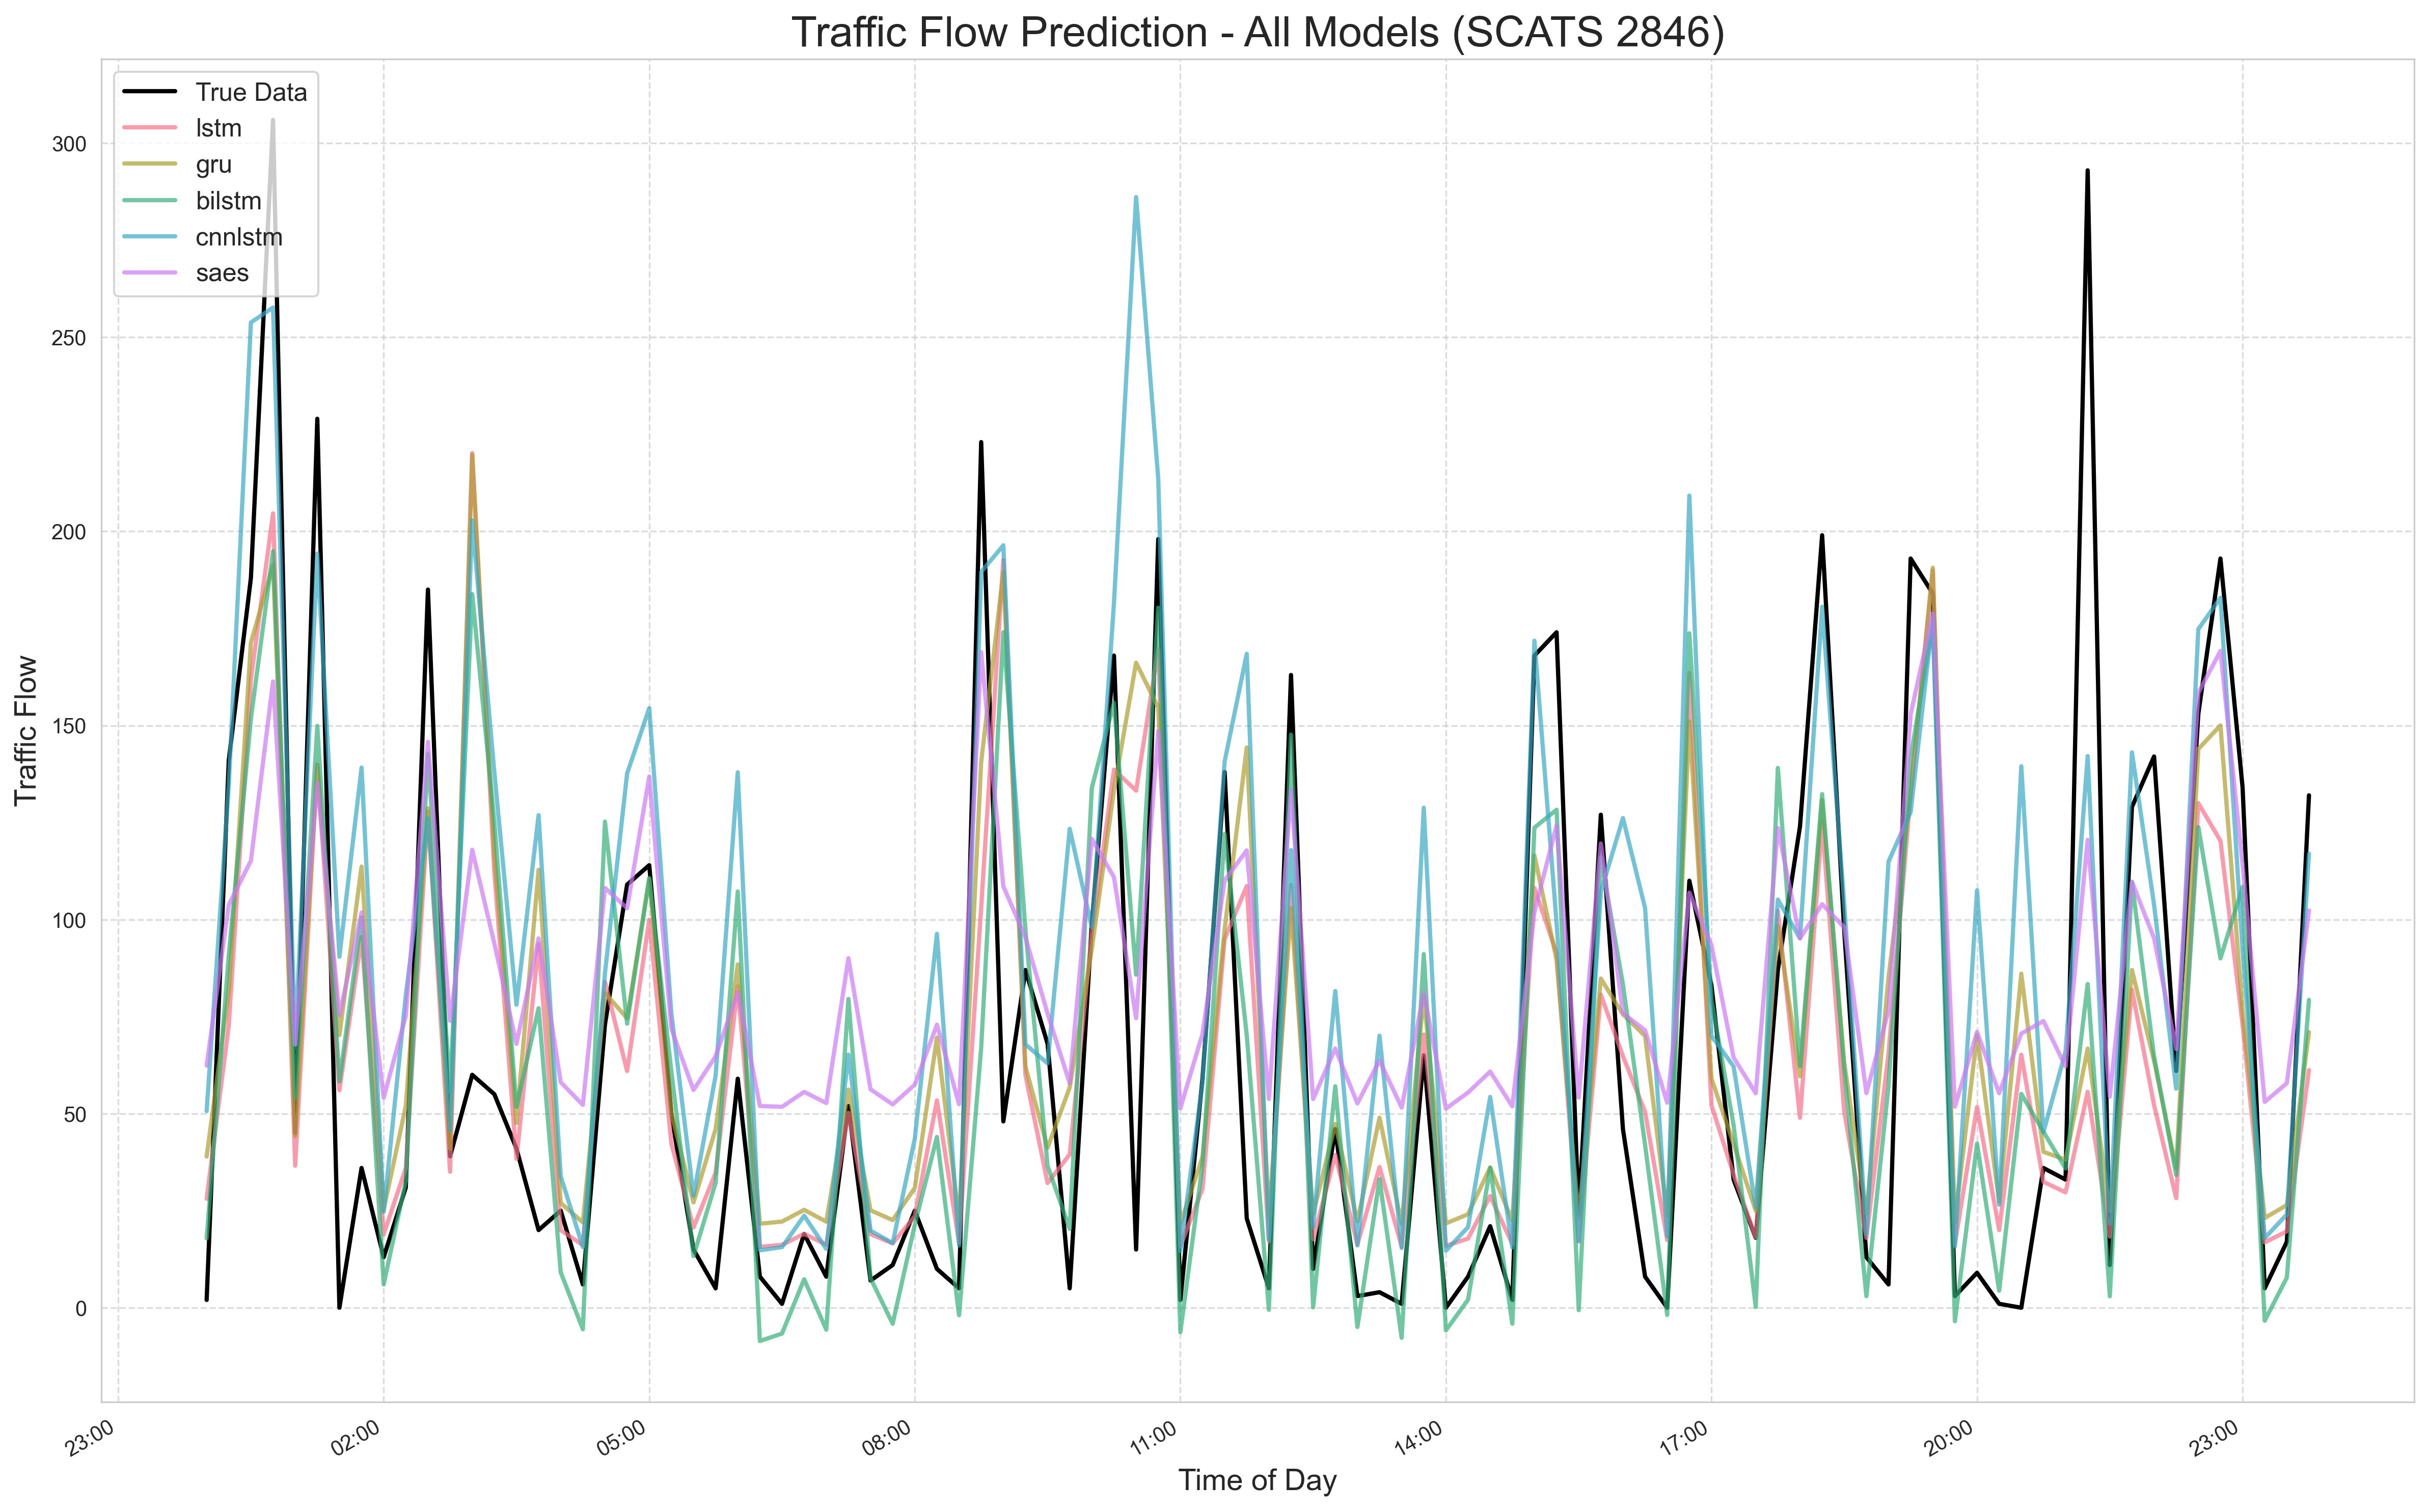 Traffic Flow Prediction - All Models (SCATS 2846)
True Data
lstm
gru
bilstm
cnnlstm
saes
Traffic Flow
300
250
200
150
100
50
0
23:00
02:00
05:00
08:00
11:00
14:00
17:00
20:00
23:00
Time of Day